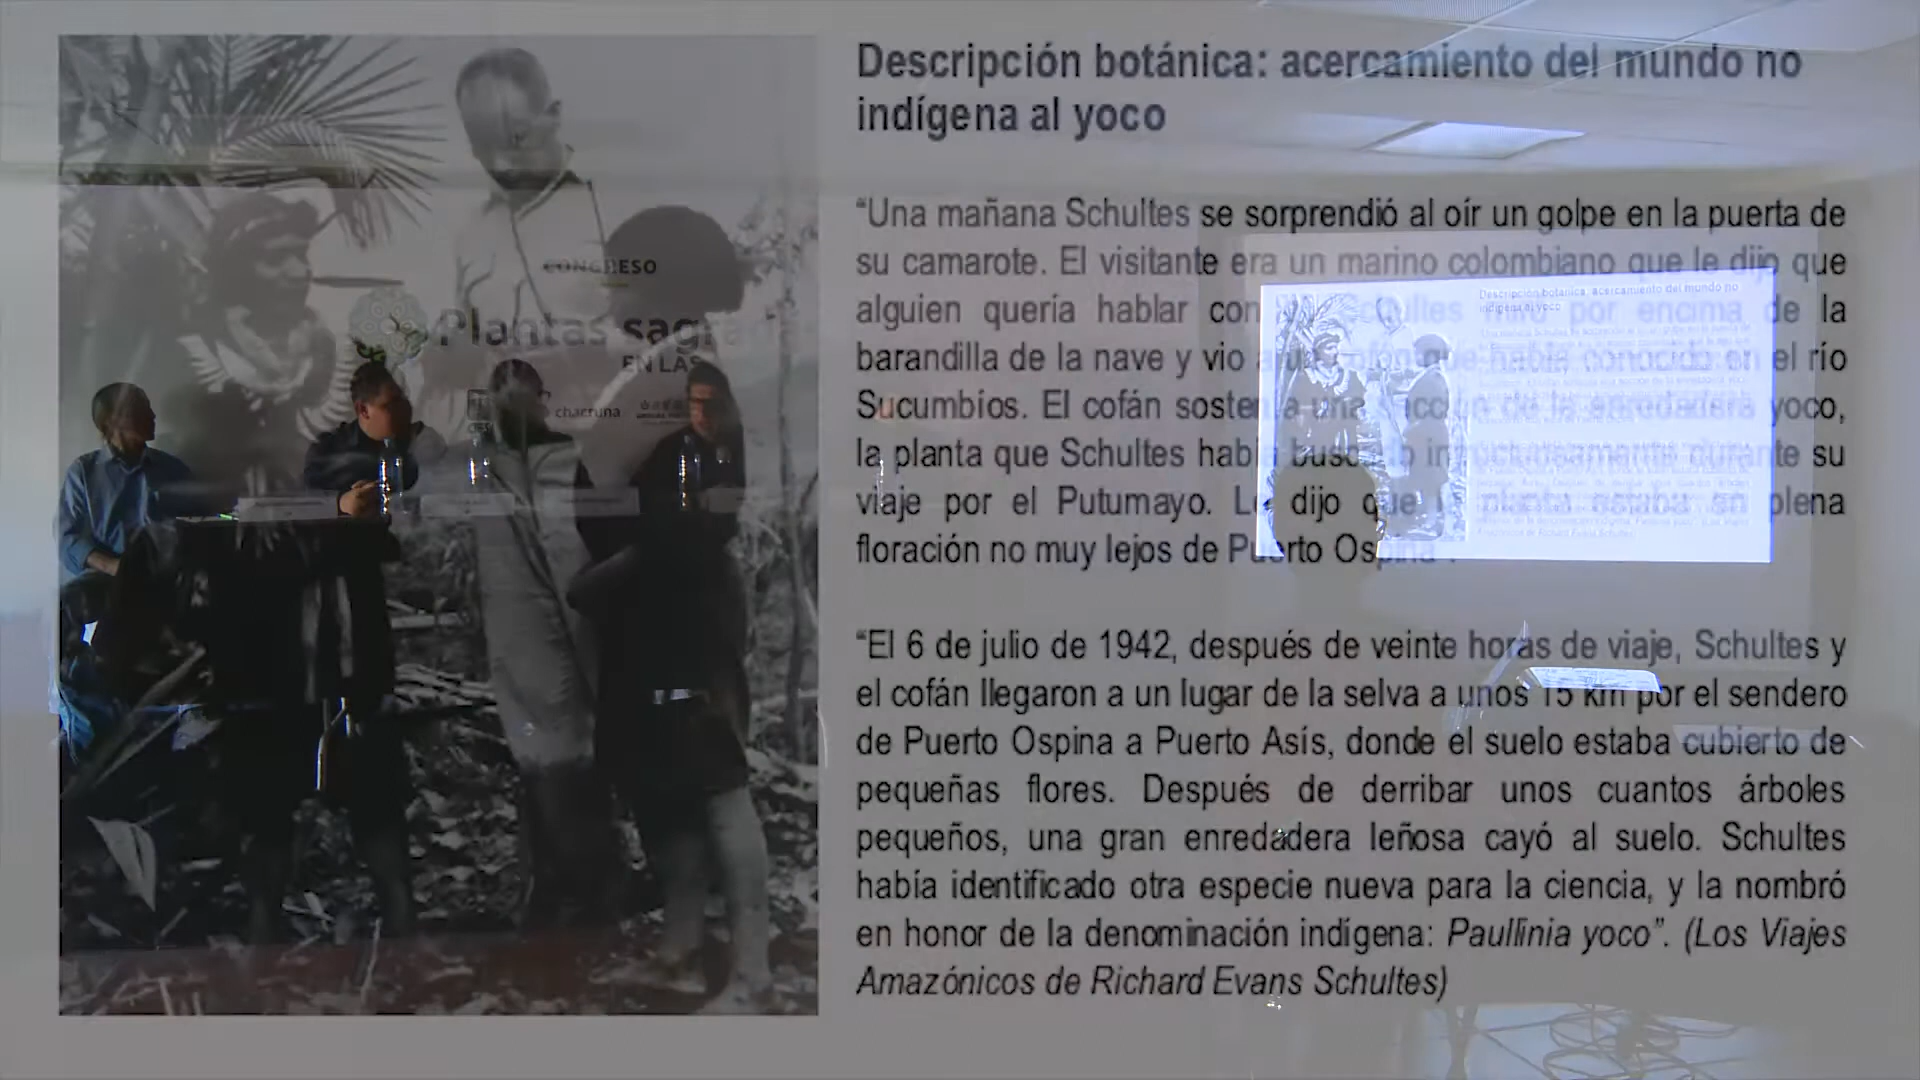 Descripción botánica: acercamiento del mundo no
indígena al yoco
“Una mañana Schultes se sorprendió al oír un golpe en la puerta de
su camarote. El visitante era un marino colombiano que le dijo que
alguien quería hablar con Schultes por encima de la
barandilla de la nave y vio a un cofán que había conocido en el río
Sucumbíos. El cofán sostenía una sección de la enredadera yoco,
la planta que Schultes había buscado infructuosamente durante su
viaje por el Putumayo. Le dijo que la planta estaba en plena
floración no muy lejos de Puerto Ospina”.
“El 6 de julio de 1942, después de veinte horas de viaje, Schultes y
el cofán llegaron a un lugar de la selva a unos 15 km por el sendero
de Puerto Ospina a Puerto Asís, donde el suelo estaba cubierto de
pequeñas flores. Después de derribar unos cuantos árboles
pequeños, una gran enredadera leñosa cayó al suelo. Schultes
había identificado otra especie nueva para la ciencia, y la nombró
en honor de la denominación indígena: Paullinia yoco”. (Los Viajes
Amazónicos de Richard Evans Schultes)
CONGRESO
Plantas sagra
EN LAS
chacruna
Descripción botánica: acercamiento del mundo no
indígena al yoco